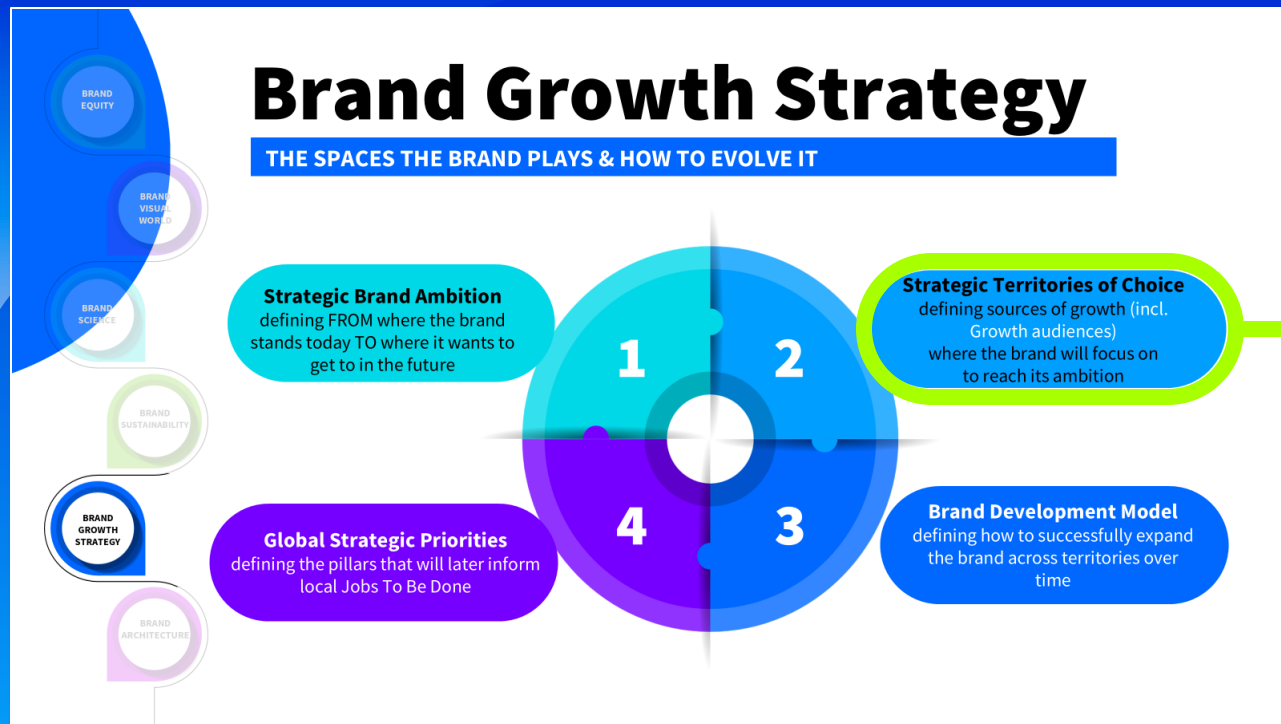 Brand Growth Strategy
THE SPACES THE BRAND PLAYS & HOW TO EVOLVE IT
BRAND
EQUITY
BRAND
VISUAL
WORLD
BRAND
SCIENCE
BRAND
SUSTAINABILITY
BRAND
GROWTH
STRATEGY
BRAND
ARCHITECTURE
Strategic Brand Ambition
defining FROM where the brand
stands today TO where it wants to
get to in the future
1
2
Strategic Territories of Choice
defining sources of growth (incl.
Growth audiences)
where the brand will focus on
to reach its ambition
Global Strategic Priorities
defining the pillars that will later inform
local Jobs To Be Done
4
3
Brand Development Model
defining how to successfully expand
the brand across territories over
time